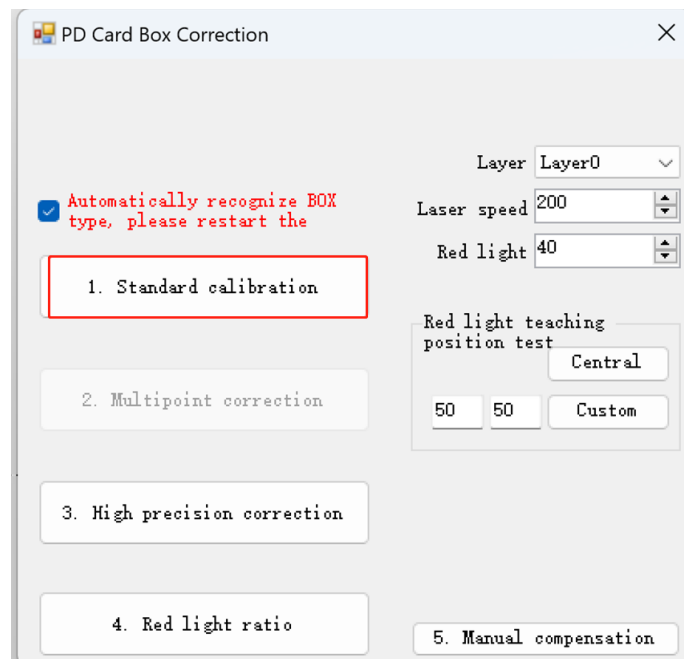 PD Card Box Correction
Layer Layer0
Automatically recognize BOX
type, please restart the
Laser speed 200
Red light 40
1. Standard calibration
Red light teaching
position test
Central
2. Multipoint correction
50 50 Custom
3. High precision correction
4. Red light ratio
5. Manual compensation